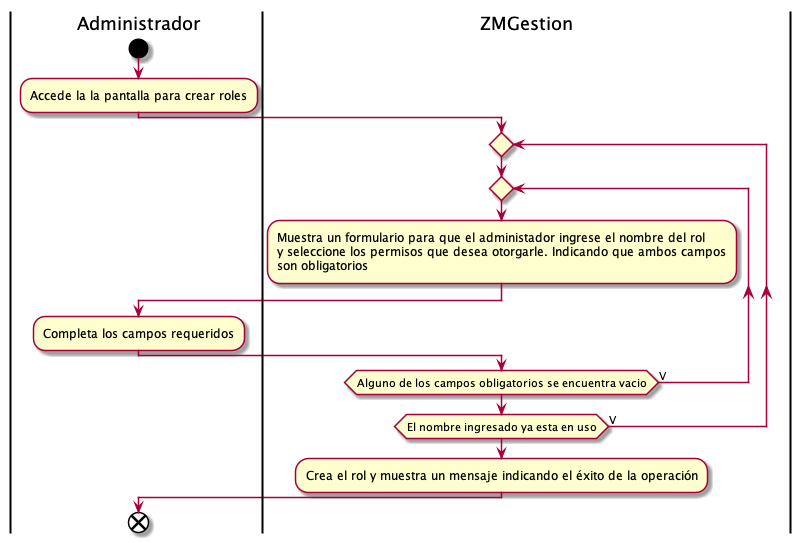 Administrador
ZMGestion
Accede la la pantalla para crear roles
Muestra un formulario para que el administador ingrese el nombre del rol
y seleccione los permisos que desea otorgarle. Indicando que ambos campos
son obligatorios
Completa los campos requeridos
Alguno de los campos obligatorios se encuentra vacio
V
El nombre ingresado ya esta en uso
V
Crea el rol y muestra un mensaje indicando el éxito de la operación